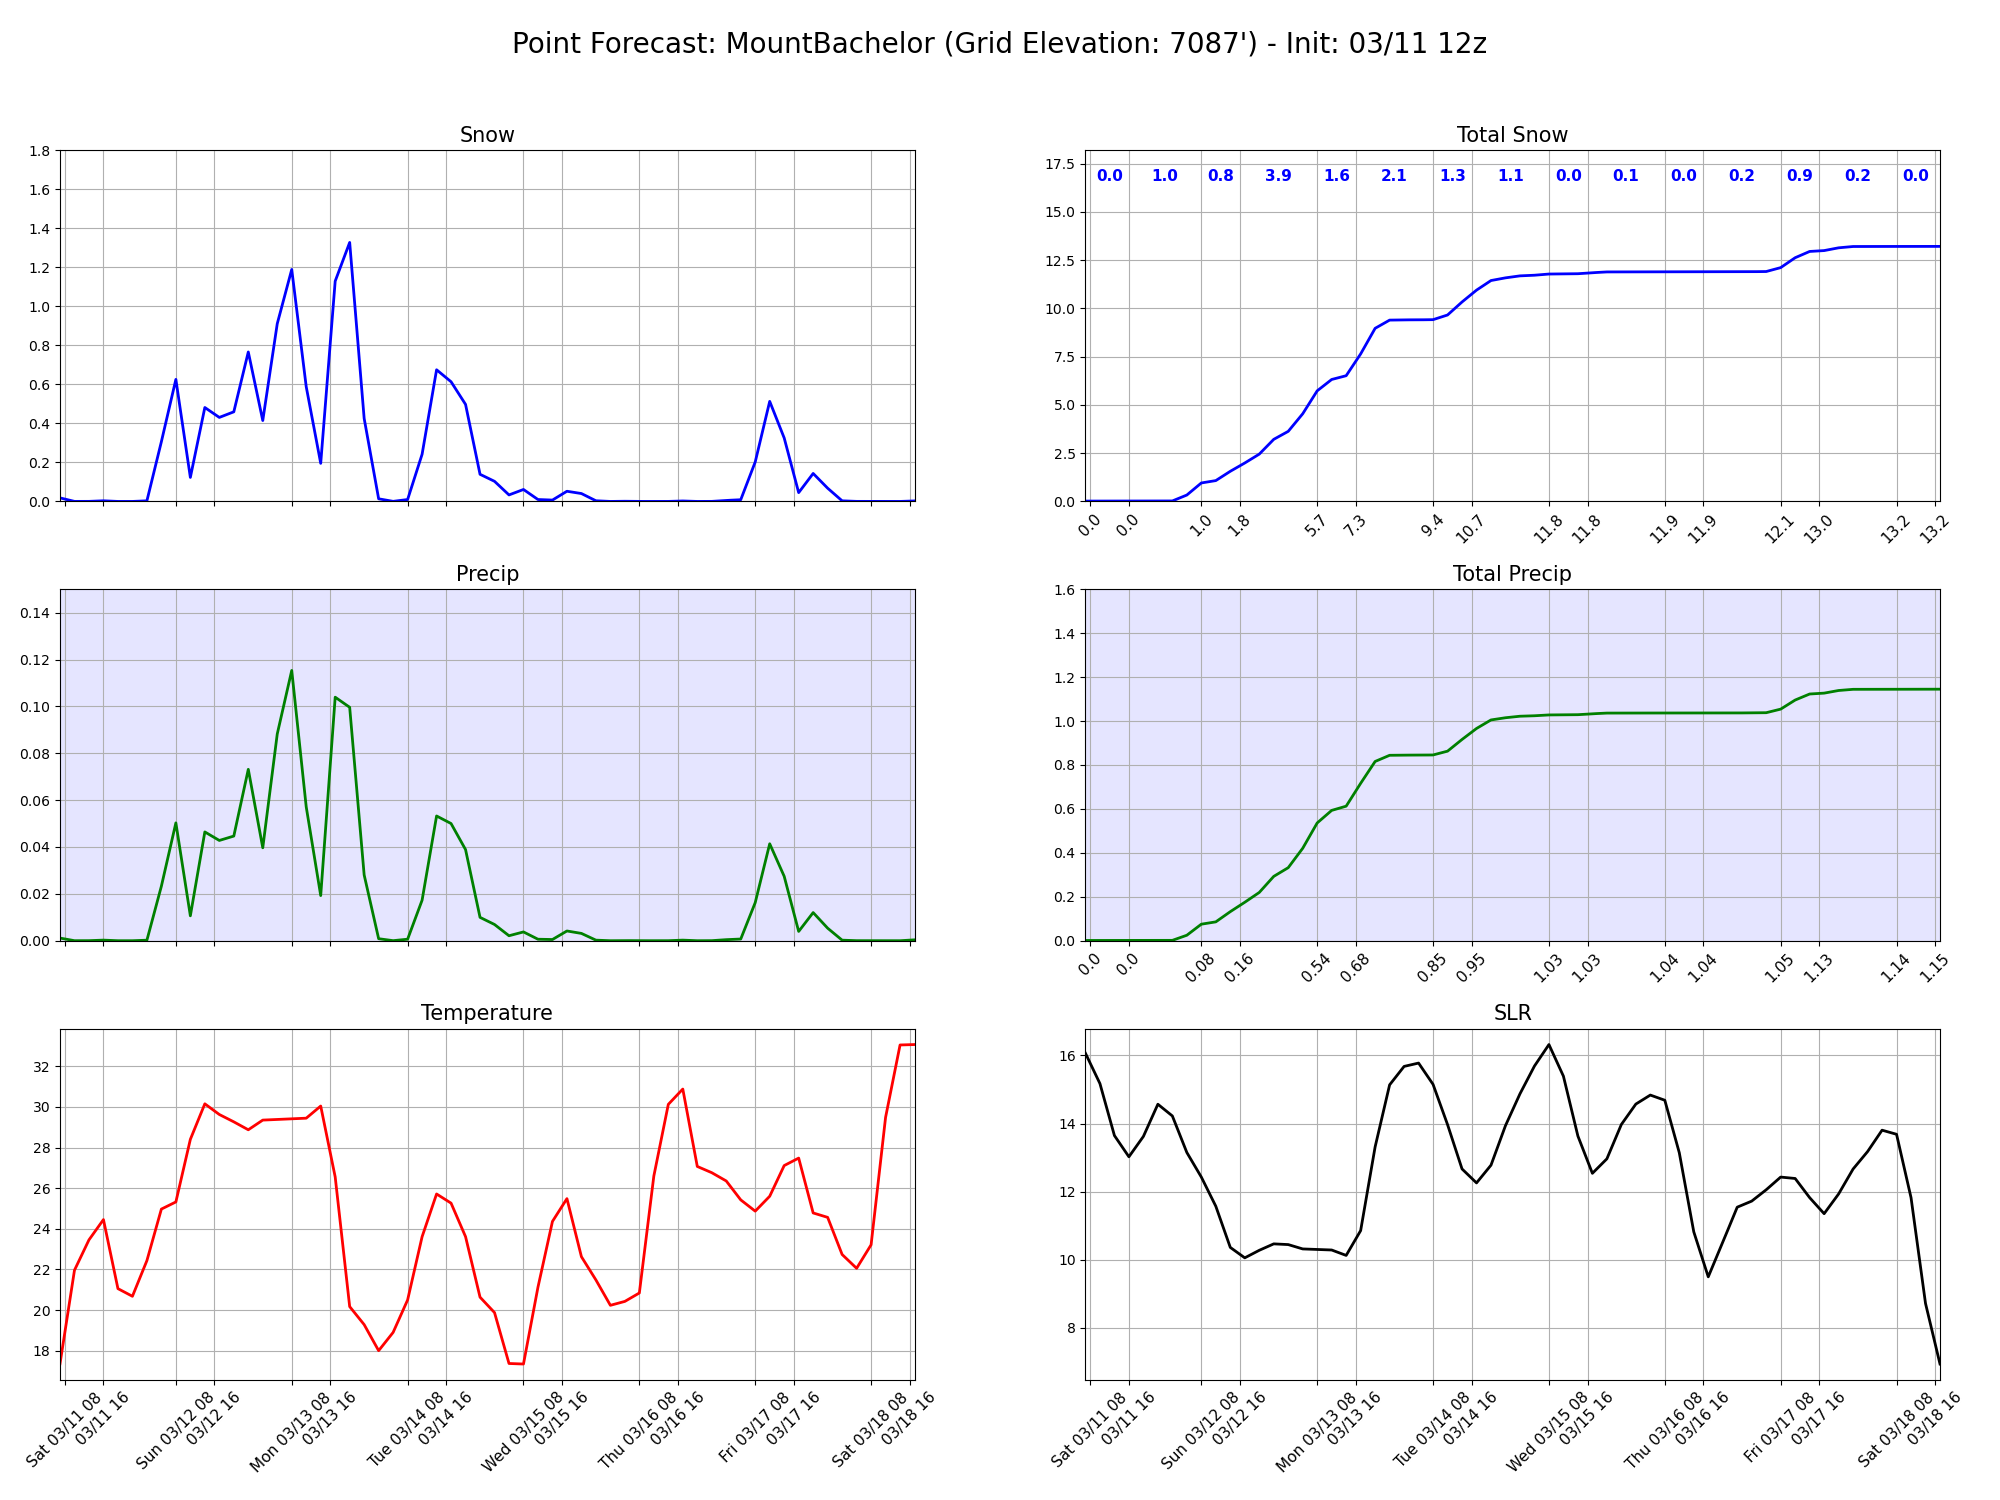 Point Forecast: MountBachelor (Grid Elevation: 7087') - Init: 03/11 12z
Snow
1.8
1.6
1.4
1.2
1.0
0.8
0.6
0.4
0.2
0.0
Total Snow
17.5
15.0
12.5
10.0
7.5
5.0
2.5
0.0
0.0 1.0 0.8 3.9 1.6 2.1 1.3 1.1 0.0 0.1 0.0 0.2 0.9 0.2 0.0
0.0 0.0 1.0 1.8 5.7 7.3 9.4 10.7 11.8 11.8 11.9 11.9 12.1 13.0 13.2 13.2
Precip
0.14
0.12
0.10
0.08
0.06
0.04
0.02
0.00
Total Precip
1.6
1.4
1.2
1.0
0.8
0.6
0.4
0.2
0.0
0.0 0.0 0.08 0.16 0.54 0.68 0.85 0.95 1.03 1.03 1.04 1.04 1.05 1.13 1.14 1.15
Temperature
32
30
28
26
24
22
20
18
Sat 03/11 08
03/11 16
Sun 03/12 08
03/12 16
Mon 03/13 08
03/13 16
Tue 03/14 08
03/14 16
Wed 03/15 08
03/15 16
Thu 03/16 08
03/16 16
Fri 03/17 08
03/17 16
Sat 03/18 08
03/18 16
SLR
16
14
12
10
8
Sat 03/11 08
03/11 16
Sun 03/12 08
03/12 16
Mon 03/13 08
03/13 16
Tue 03/14 08
03/14 16
Wed 03/15 08
03/15 16
Thu 03/16 08
03/16 16
Fri 03/17 08
03/17 16
Sat 03/18 08
03/18 16